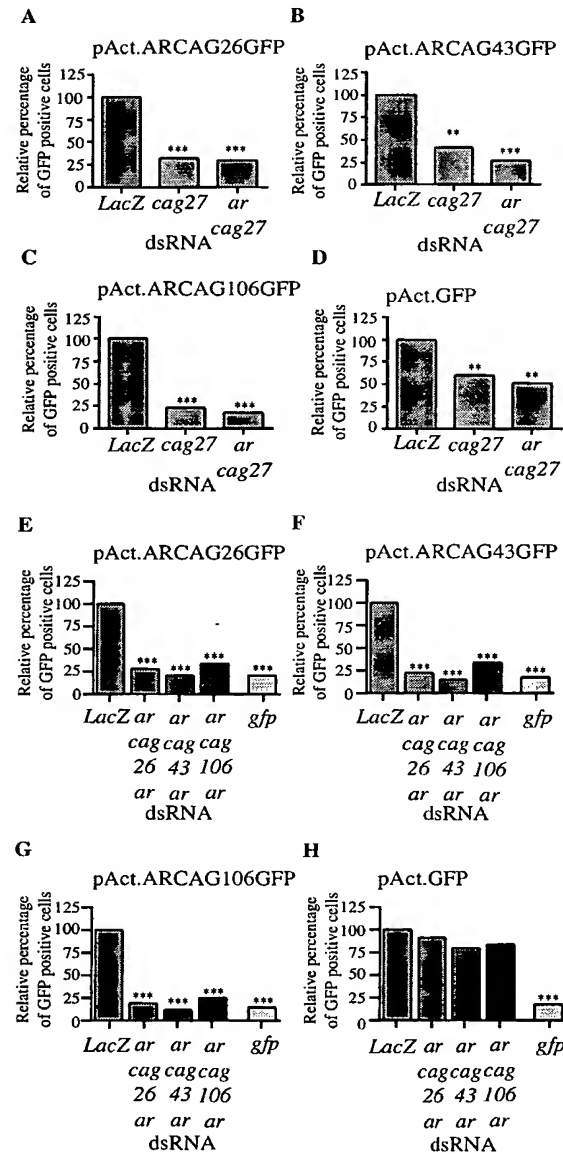 A
pAct.ARCAG26GFP
Relative percentage
of GFP positive cells
125
100
75
50
25
0
***
***
LacZ cag27 ar
cag27
dsRNA
B
pAct.ARCAG43GFP
Relative percentage
of GFP positive cells
125
100
75
50
25
0
**
***
LacZ cag27 ar
cag27
dsRNA
C
pAct.ARCAG106GFP
Relative percentage
of GFP positive cells
125
100
75
50
25
0
***
***
LacZ cag27 ar
cag27
dsRNA
D
pAct.GFP
Relative percentage
of GFP positive cells
125
100
75
50
25
0
**
**
LacZ cag27 ar
cag27
dsRNA
E
pAct.ARCAG26GFP
Relative percentage
of GFP positive cells
125
100
75
50
25
0
***
***
***
***
LacZ ar ar ar gfp
cag cag cag
26 43 106
ar ar ar
dsRNA
F
pAct.ARCAG43GFP
Relative percentage
of GFP positive cells
125
100
75
50
25
0
***
***
***
***
LacZ ar ar ar gfp
cag cag cag
26 43 106
ar ar ar
dsRNA
G
pAct.ARCAG106GFP
Relative percentage
of GFP positive cells
125
100
75
50
25
0
***
***
***
***
LacZ ar ar ar gfp
cag cag cag
26 43 106
ar ar ar
dsRNA
H
pAct.GFP
Relative percentage
of GFP positive cells
125
100
75
50
25
0
***
LacZ ar ar ar gfp
cag cag cag
26 43 106
ar ar ar
dsRNA